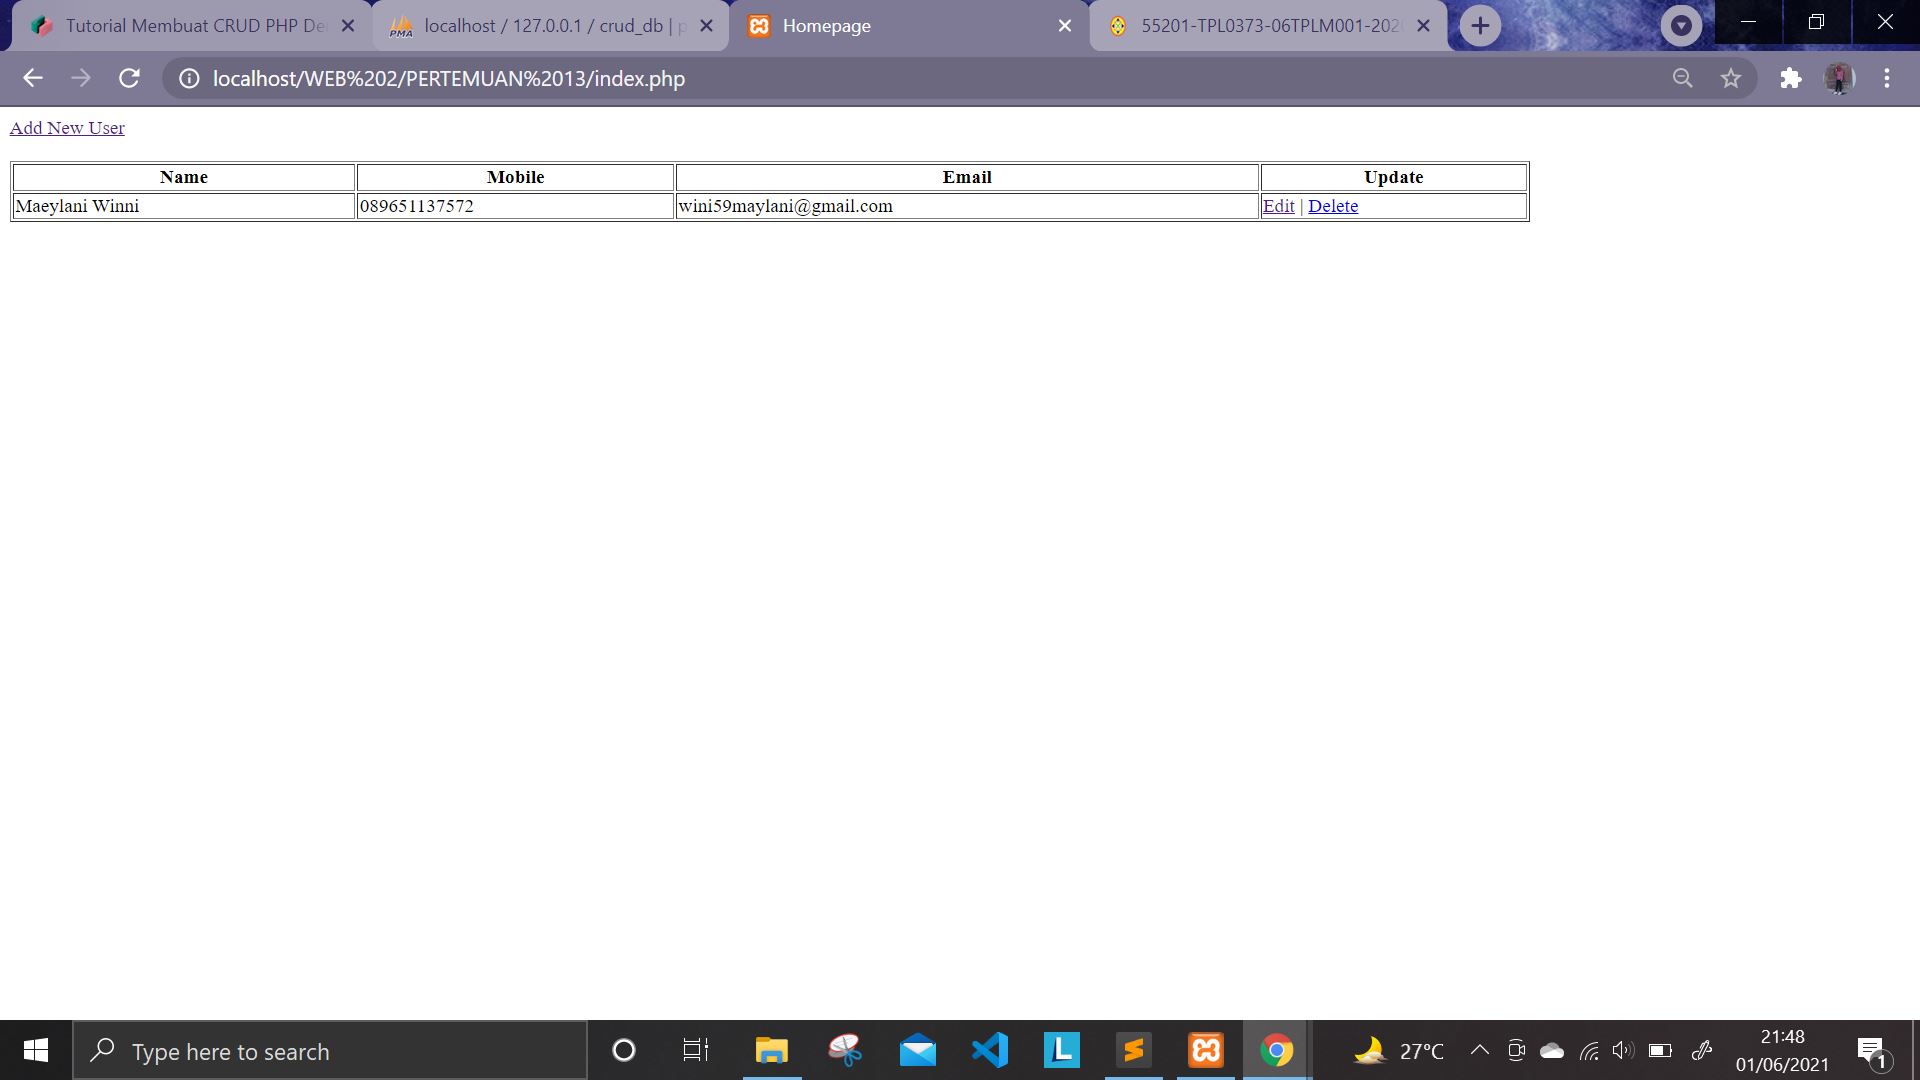 Tutorial Membuat CRUD PHP De
localhost / 127.0.0.1 / crud_db | p
Homepage
55201-TPL0373-06TPLM001-202
localhost/WEB%202/PERTEMUAN%2013/index.php
Add New User
Name Mobile Email Update
Maeylani Winni 089651137572 wini59maylani@gmail.com Edit | Delete
Type here to search
27°C
21:48
01/06/2021
1